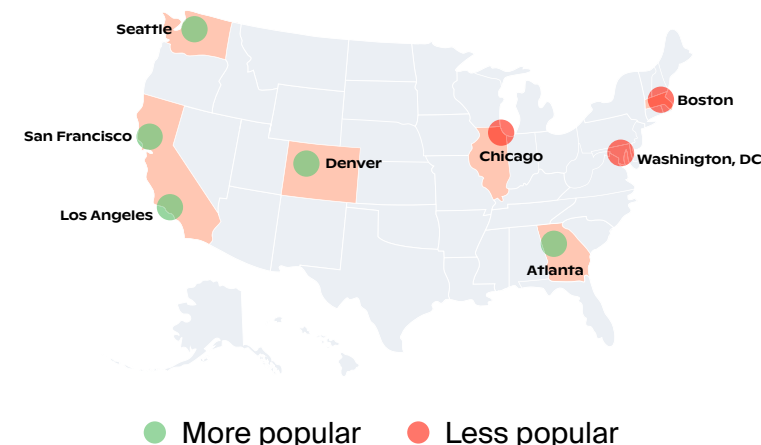 Seattle
Boston
San Francisco
Chicago
Denver
Washington, DC
Los Angeles
Atlanta
More popular
Less popular